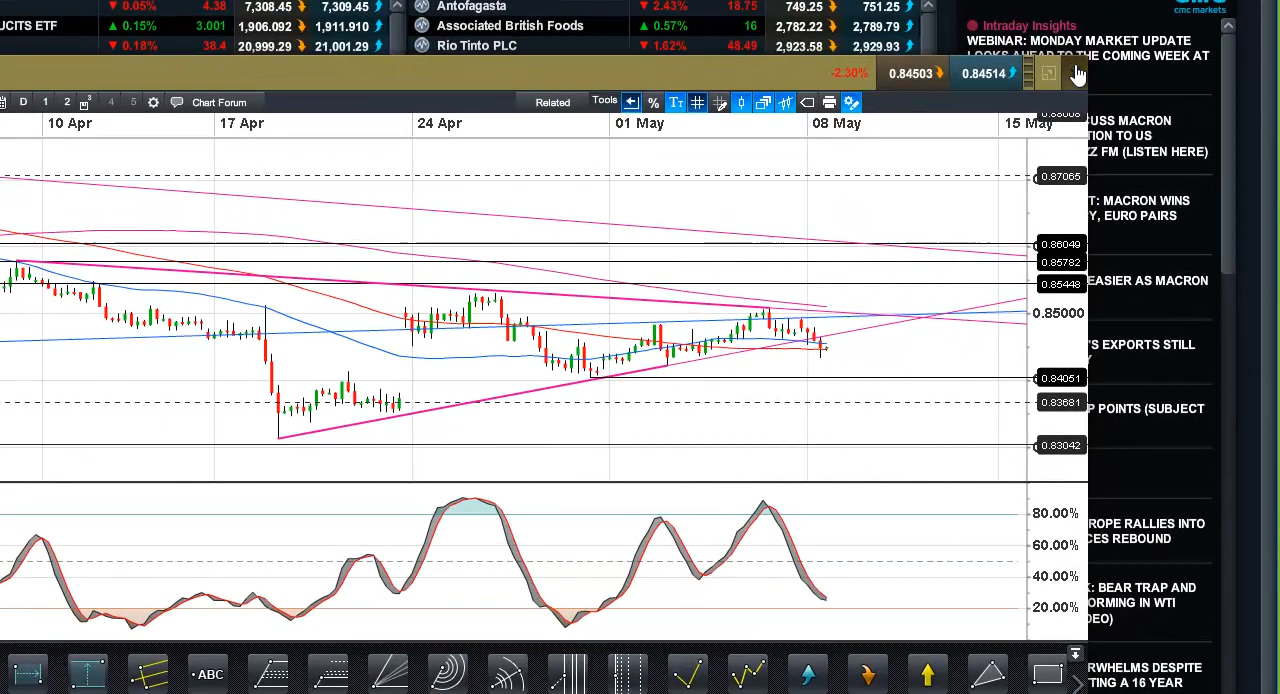 ▼ 0.05% 4.38 7,308.45 7,309.45 Antofagasta ▼ 2.43% 18.75 749.25 751.25
cmc markets
UCITS ETF ▲ 0.15% 3.001 1,906.092 1,911.910 Associated British Foods ▲ 0.57% 16 2,782.22 2,789.79
Intraday Insights
▼ 0.18% 38.4 20,999.29 21,001.29 Rio Tinto PLC ▼ 1.62% 48.49 2,923.58 2,929.93
WEBINAR: MONDAY MARKET UPDATE
THE COMING WEEK AT
-2.30% 0.84503 0.84514
D 1 2 3 4 5 Chart Forum Related Tools % TT
10 Apr 17 Apr 24 Apr 01 May 08 May 15 May
USS MACRON
TION TO US
ZZ FM (LISTEN HERE)
0.87065
T: MACRON WINS
Y, EURO PAIRS
0.86049
0.85782
0.85448
EASIER AS MACRON
0.85000
'S EXPORTS STILL
0.84051
0.83681
P POINTS (SUBJECT
0.83042
80.00%
ROPE RALLIES INTO
CES REBOUND
60.00%
40.00%
K: BEAR TRAP AND
ORMING IN WTI
20.00%
DEO)
ABC
RWHELMS DESPITE
TING A 16 YEAR